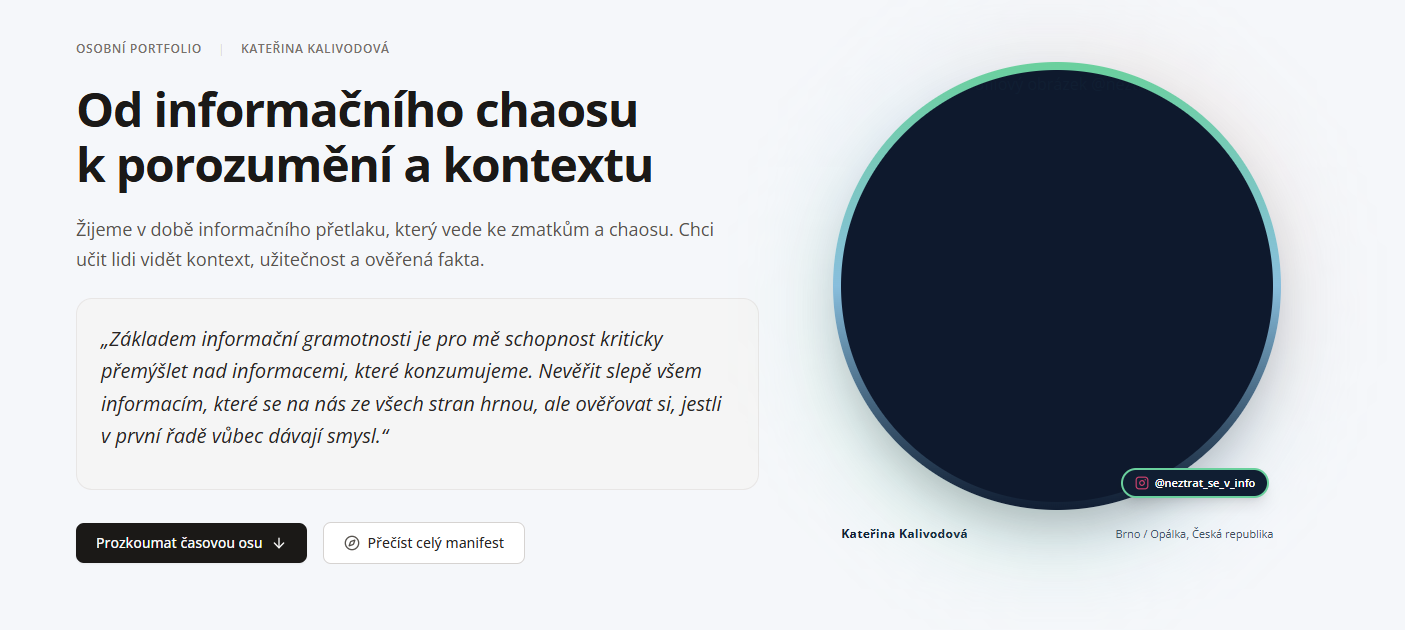 OSOBNÍ PORTFOLIO | KATEŘINA KALIVODOVÁ
Od informačního chaosu
k porozumění a kontextu
Žijeme v době informačního přetlaku, který vede ke zmatkům a chaosu. Chci
učit lidi vidět kontext, užitečnost a ověřená fakta.
„Základem informační gramotnosti je pro mě schopnost kriticky
přemýšlet nad informacemi, které konzumujeme. Nevěřit slepě všem
informacím, které se na nás ze všech stran hrnou, ale ověřovat si, jestli
v první řadě vůbec dávají smysl.“
Prozkoumat časovou osu
Přečíst celý manifest
@neztrat_se_v_info
Kateřina Kalivodová
Brno / Opálka, Česká republika